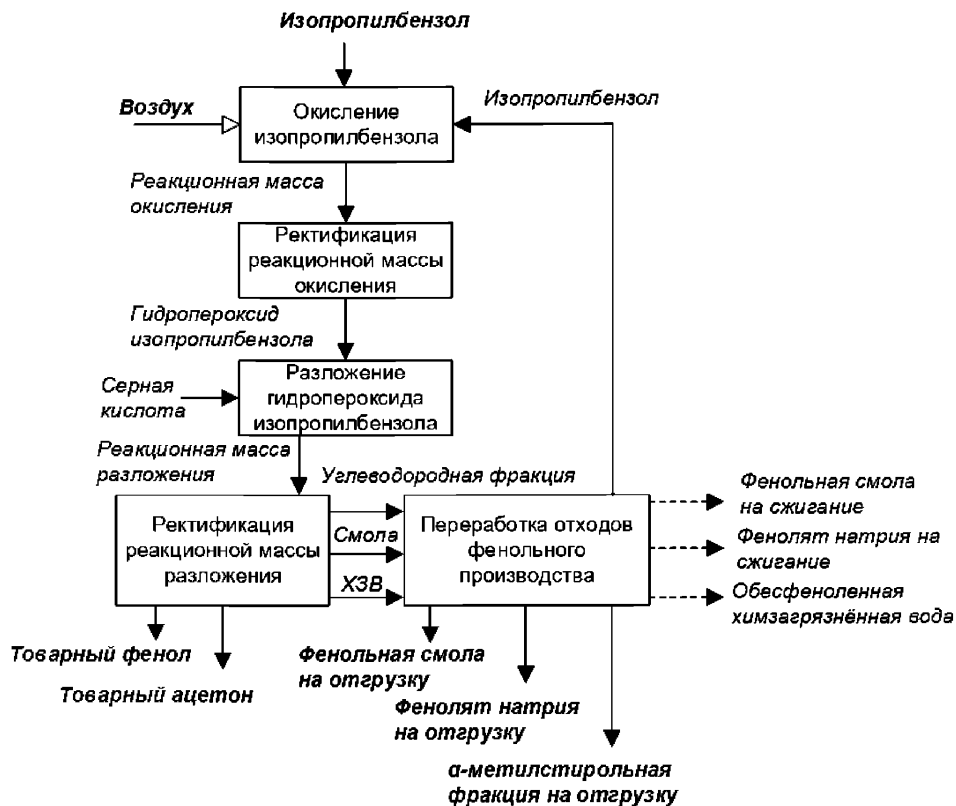 Изопропилбензол
Воздух
Окисление
изопропилбензола
Изопропилбензол
Реакционная масса
окисления
Ректификация
реакционной массы
окисления
Гидропероксид
изопропилбензола
Серная
кислота
Разложение
гидропероксида
изопропилбензола
Реакционная масса
разложения
Углеводородная фракция
Ректификация
реакционной массы
разложения
Смола
ХЗВ
Переработка отходов
фенольного
производства
Фенольная смола
на сжигание
Фенолят натрия на
сжигание
Обесфеноленная
химзагрязнённая вода
Товарный фенол
Товарный ацетон
Фенольная смола
на отгрузку
Фенолят натрия
на отгрузку
α-метилстирольная
фракция на отгрузку